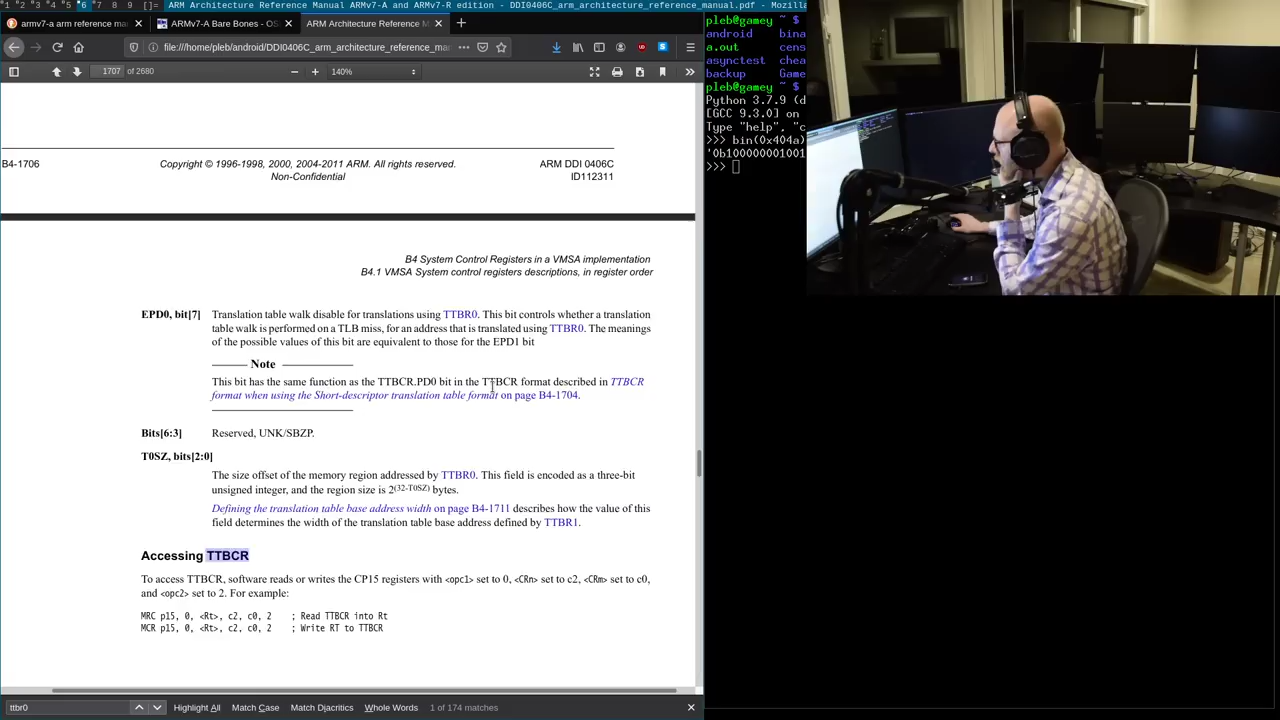 1 2 3 4 5 6 7 8 9 []= ARM Architecture Reference Manual ARMv7-A and ARMv7-R edition - DDI0406C_arm_architecture_reference_manual.pdf - Mozilla
armv7-a arm reference ma
ARMv7-A Bare Bones - OS
ARM Architecture Reference M
file:///home/pleb/android/DDI0406C_arm_architecture_reference_ma
1707 of 2680
140%
B4-1706
Copyright © 1996-1998, 2000, 2004-2011 ARM. All rights reserved.
ARM DDI 0406C
Non-Confidential
ID112311
B4 System Control Registers in a VMSA implementation
B4.1 VMSA System control registers descriptions, in register order
EPD0, bit[7] Translation table walk disable for translations using TTBR0. This bit controls whether a translation
table walk is performed on a TLB miss, for an address that is translated using TTBR0. The meanings
of the possible values of this bit are equivalent to those for the EPD1 bit
Note
This bit has the same function as the TTBCR.PD0 bit in the TTBCR format described in TTBCR
format when using the Short-descriptor translation table format on page B4-1704.
Bits[6:3] Reserved, UNK/SBZP.
T0SZ, bits[2:0]
The size offset of the memory region addressed by TTBR0. This field is encoded as a three-bit
unsigned integer, and the region size is 2(32-T0SZ) bytes.
Defining the translation table base address width on page B4-1711 describes how the value of this
field determines the width of the translation table base address defined by TTBR1.
Accessing TTBCR
To access TTBCR, software reads or writes the CP15 registers with <opc1> set to 0, <CRn> set to c2, <CRm> set to c0,
and <opc2> set to 2. For example:
MRC p15, 0, <Rt>, c2, c0, 2 ; Read TTBCR into Rt
MCR p15, 0, <Rt>, c2, c0, 2 ; Write RT to TTBCR
ttbr0
Highlight All
Match Case
Match Diacritics
Whole Words
1 of 174 matches
pleb@gamey ~ $
android bina
a.out cens
asynctest chea
backup Game
pleb@gamey ~ $
Python 3.7.9 (d
[GCC 9.3.0] on
Type "help", "c
>>> bin(0x404a)
'0b100000001001
>>>